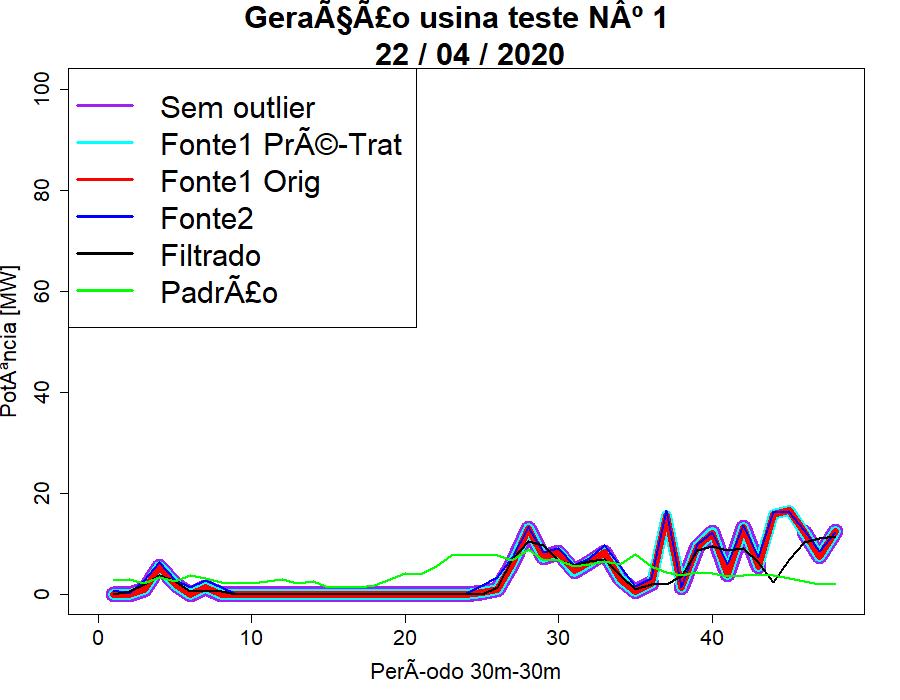 GeraÃ§Ã£o usina teste NÂº 1
22 / 04 / 2020
Sem outlier
Fonte1 PrÃ©-Trat
Fonte1 Orig
Fonte2
Filtrado
PadrÃ£o
PotÃªncia [MW]
100
80
60
40
20
0
0
10
20
30
40
PerÃ-odo 30m-30m